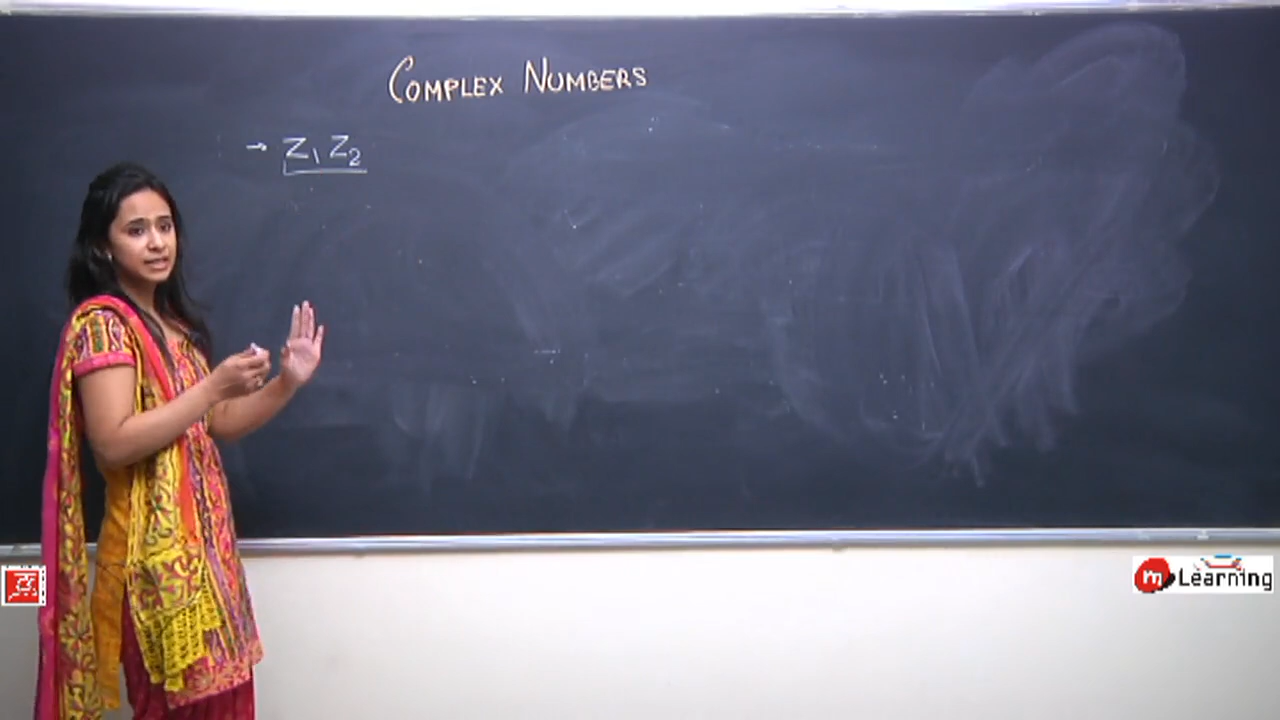 COMPLEX NUMBERS
→ Z₁ Z₂
m Learning